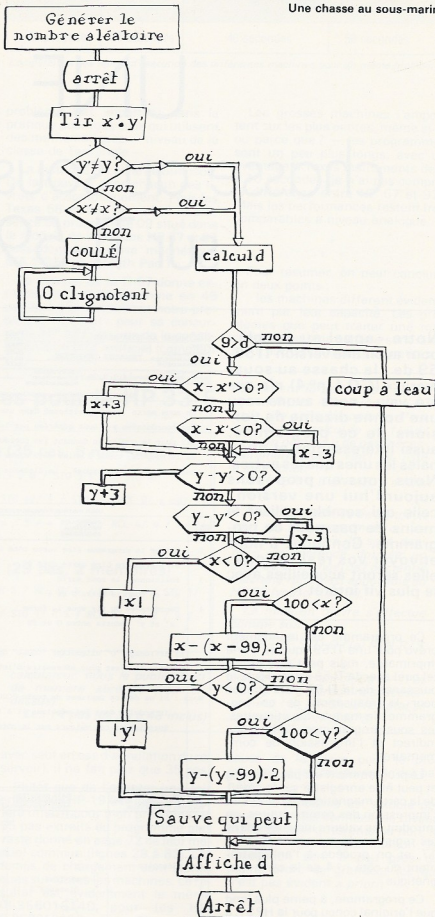 Une chasse au sous-marin
Générer le
nombre aléatoire
arrêt
Tir x'. y'
y'≠y?
oui
non
x'≠x?
oui
non
COULÉ
calcul d
O clignotant
9>d
non
oui
coup à l'eau
x-x'>0?
oui
x+3
non
x-x'<0?
oui
non
x-3
y-y'>0?
y+3
non
y-y'<0?
oui
non
y-3
x<0?
oui
non
|x|
100<x?
oui
non
x-(x-99).2
y<0?
oui
non
|y|
100<y?
oui
non
y-(y-99).2
Sauve qui peut
Affiche d
Arrêt